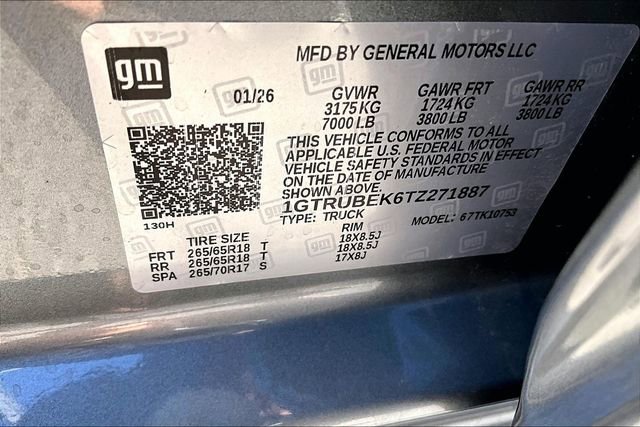 gm
MFD BY GENERAL MOTORS LLC
01/26 GVWR GAWR FRT GAWR RR
3175 KG 1724 KG 1724 KG
7000 LB 3800 LB 3800 LB
THIS VEHICLE CONFORMS TO ALL
APPLICABLE U.S. FEDERAL MOTOR
VEHICLE SAFETY STANDARDS IN EFFECT
ON THE DATE OF MANUFACTURE
SHOWN ABOVE.
1GTRUBEK6TZ271887
130H TYPE: TRUCK MODEL: 67TK10753
TIRE SIZE RIM
FRT 265/65R18 T 18X8.5J
RR 265/65R18 T 18X8.5J
SPA 265/70R17 S 17X8J